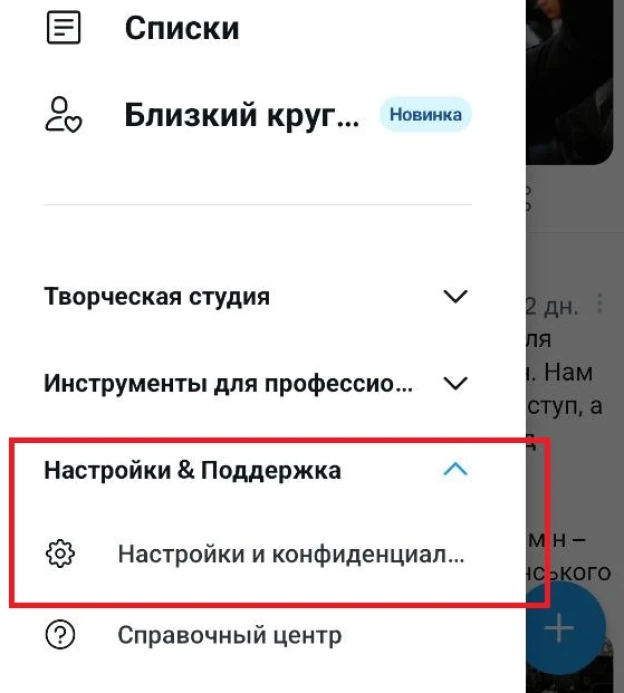 Списки
Близкий круг...
Новинка
Творческая студия
2 дн.
ля
Инструменты для профессио...
. Нам
ступ, а
Настройки & Поддержка
Настройки и конфиденциал...
мін –
нського
Справочный центр